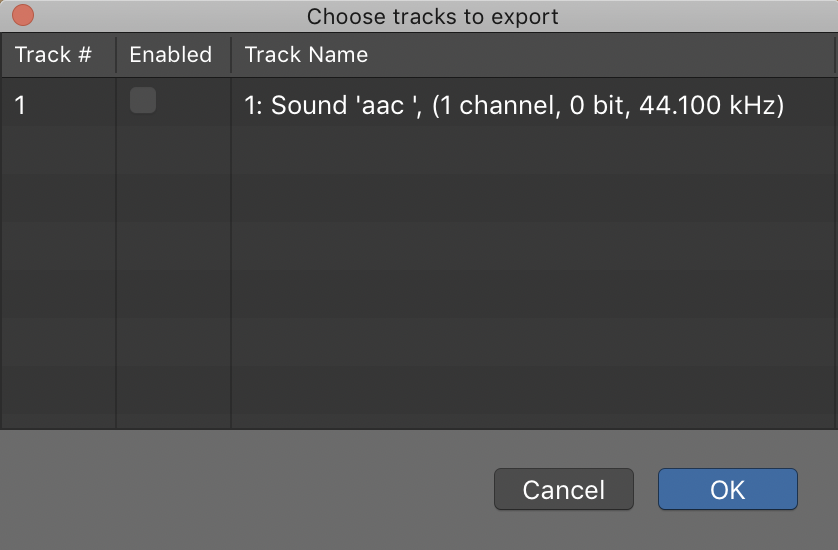 Choose tracks to export
Track # Enabled Track Name
1 1: Sound 'aac ', (1 channel, 0 bit, 44.100 kHz)
Cancel OK